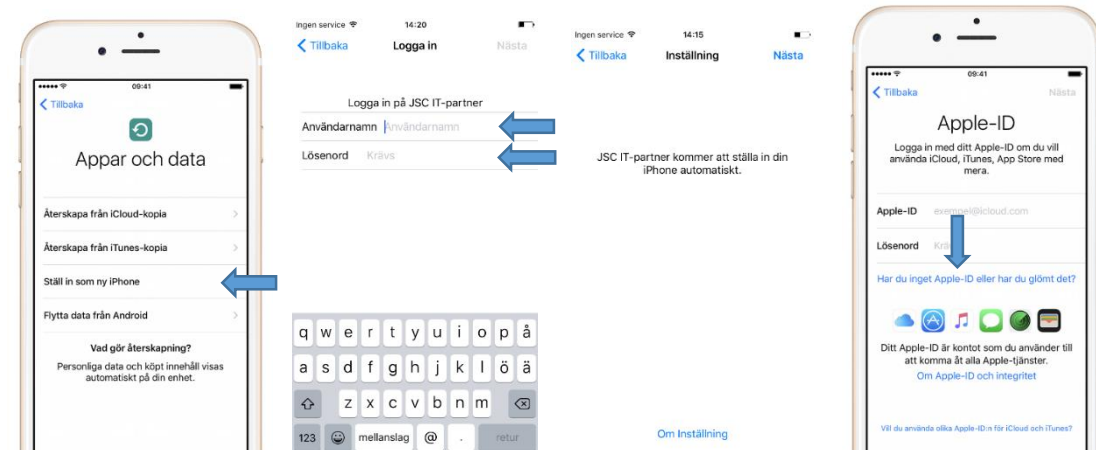 09:41
Tillbaka
Appar och data
Återskapa från iCloud-kopia
Återskapa från iTunes-kopia
Ställ in som ny iPhone
Flytta data från Android
Vad gör återskapning?
Personliga data och köpt innehåll visas
automatiskt på din enhet.
Ingen service 14:20
Tillbaka Logga in Nästa
Logga in på JSC IT-partner
Användarnamn Användarnamn
Lösenord Krävs
q w e r t y u i o p å
a s d f g h j k l ö ä
z x c v b n m
123 mellanslag @ . retur
Ingen service 14:15
Tillbaka Inställning Nästa
JSC IT-partner kommer att ställa in din
iPhone automatiskt.
Om Inställning
09:41
Tillbaka Nästa
Apple-ID
Logga in med ditt Apple-ID om du vill
använda iCloud, iTunes, App Store med
mera.
Apple-ID exempel@icloud.com
Lösenord
Har du inget Apple-ID eller har du glömt det?
Ditt Apple-ID är kontot som du använder till
att komma åt alla Apple-tjänster.
Om Apple-ID och integritet
Vill du använda olika Apple-ID:n för iCloud och iTunes?